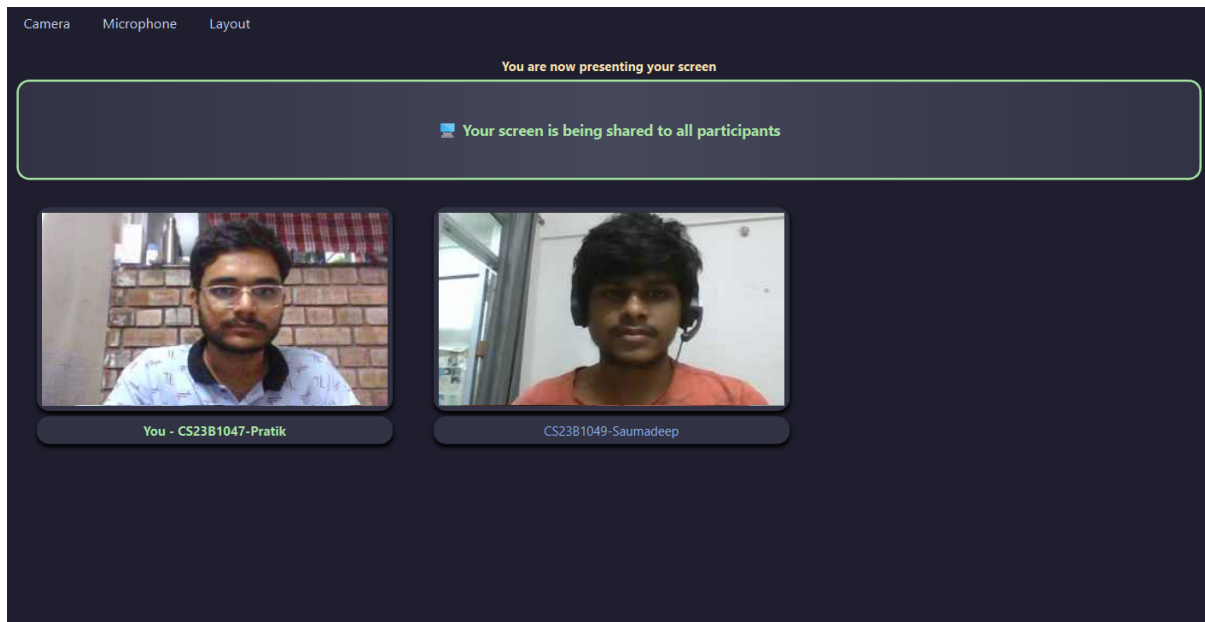 Camera Microphone Layout
You are now presenting your screen
Your screen is being shared to all participants
You - CS23B1047-Pratik
CS23B1049-Saumadeep